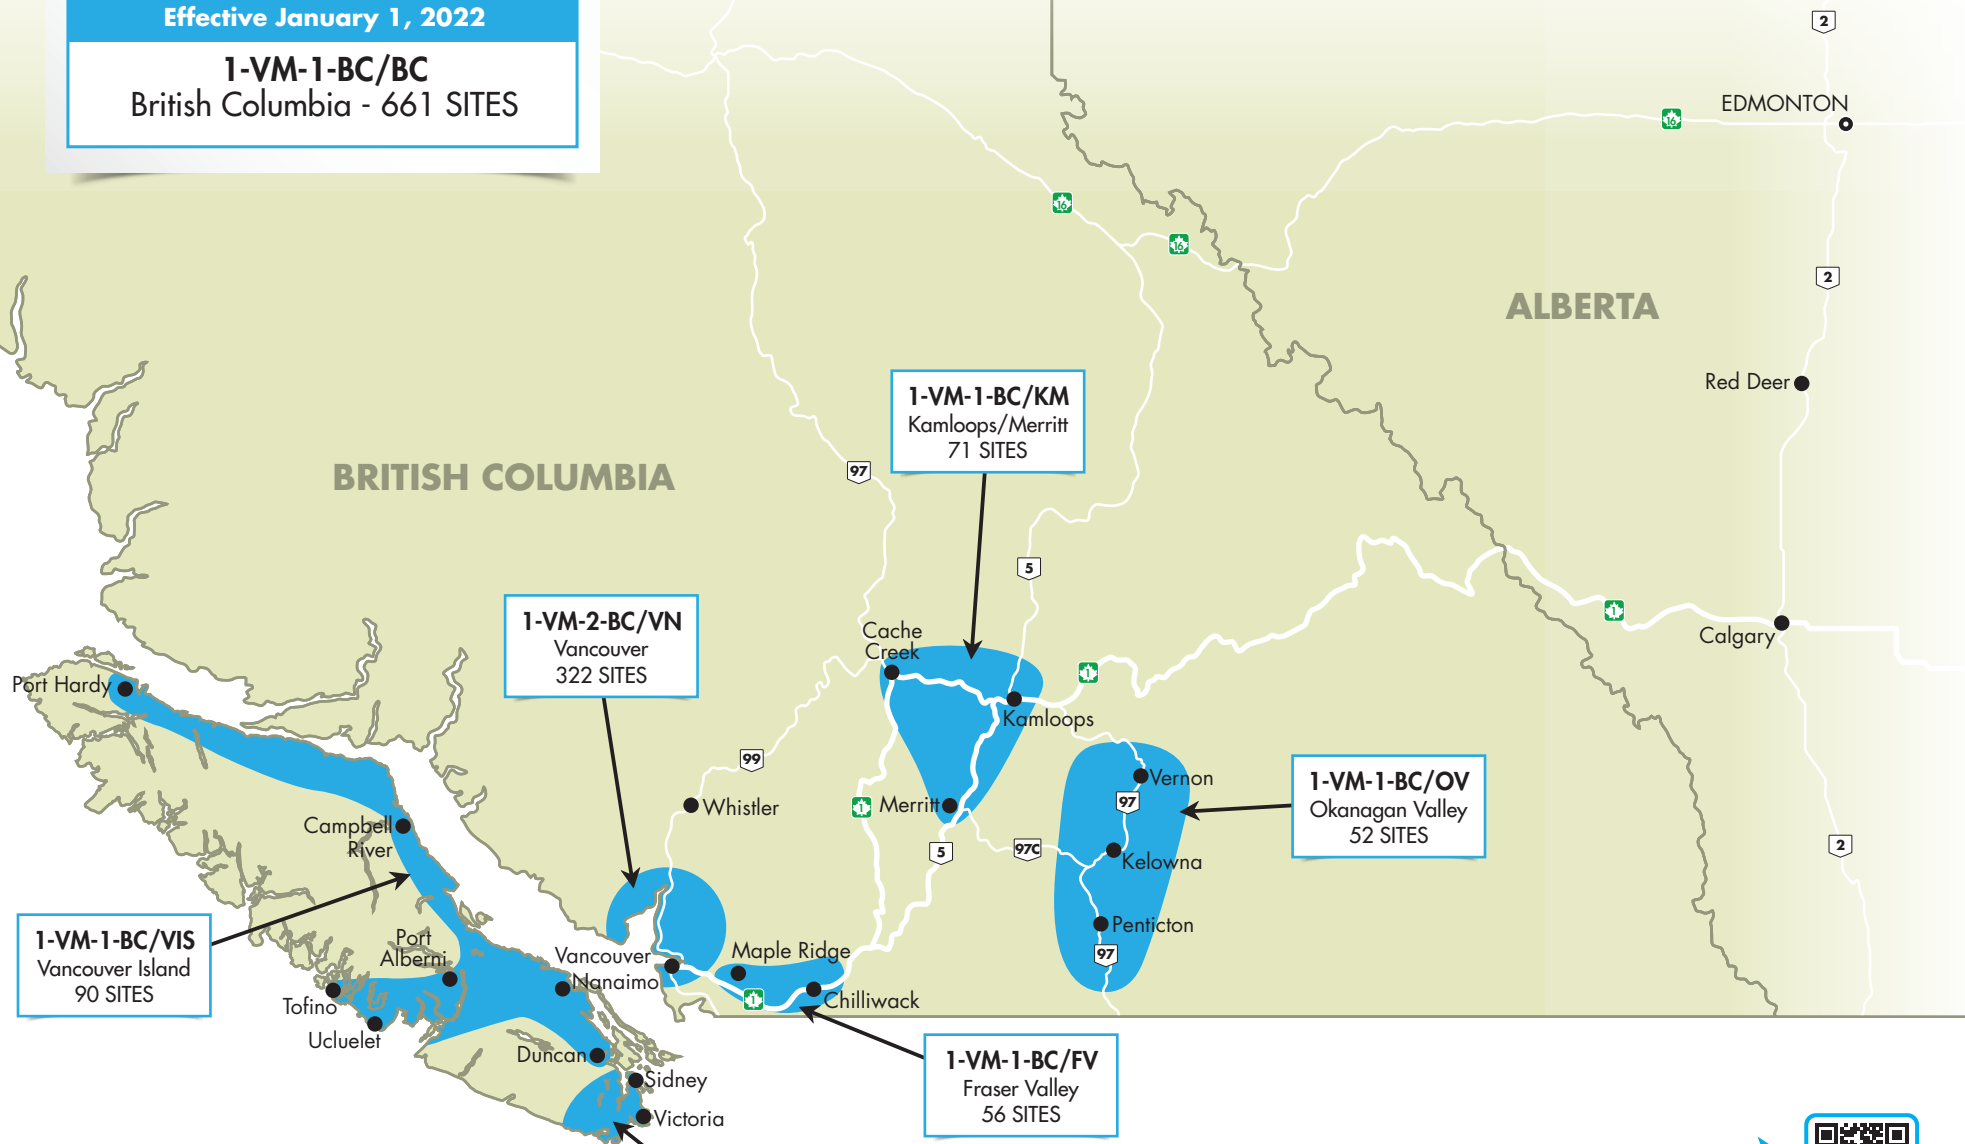 Effective January 1, 2022
1-VM-1-BC/BC
British Columbia - 661 SITES
2
EDMONTON
16
16
16
2
ALBERTA
Red Deer
1-VM-1-BC/KM
Kamloops/Merritt
71 SITES
BRITISH COLUMBIA
97
5
1-VM-2-BC/VN
Vancouver
322 SITES
Cache
Creek
1
Calgary
1
Port Hardy
Kamloops
99
Vernon
1-VM-1-BC/OV
Okanagan Valley
52 SITES
Whistler
1
Merritt
97
Campbell
River
5
97C
Kelowna
2
1-VM-1-BC/VIS
Vancouver Island
90 SITES
Port
Alberni
Penticton
Vancouver
Maple Ridge
97
Nanaimo
1
Chilliwack
Tofino
Ucluelet
Duncan
1-VM-1-BC/FV
Fraser Valley
56 SITES
Sidney
Victoria